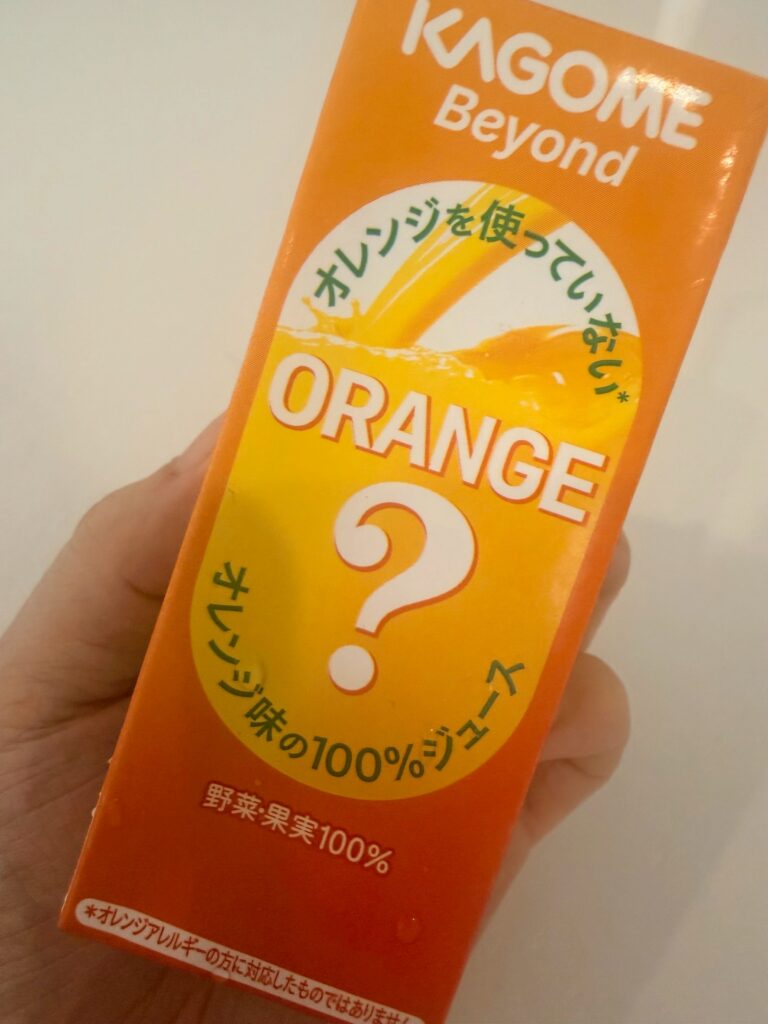 KAGOME
Beyond
オレンジを使っていない*
ORANGE
?
オレンジ味の100%ジュース
野菜・果実100%
*オレンジアレルギーの方に対応したものではありません